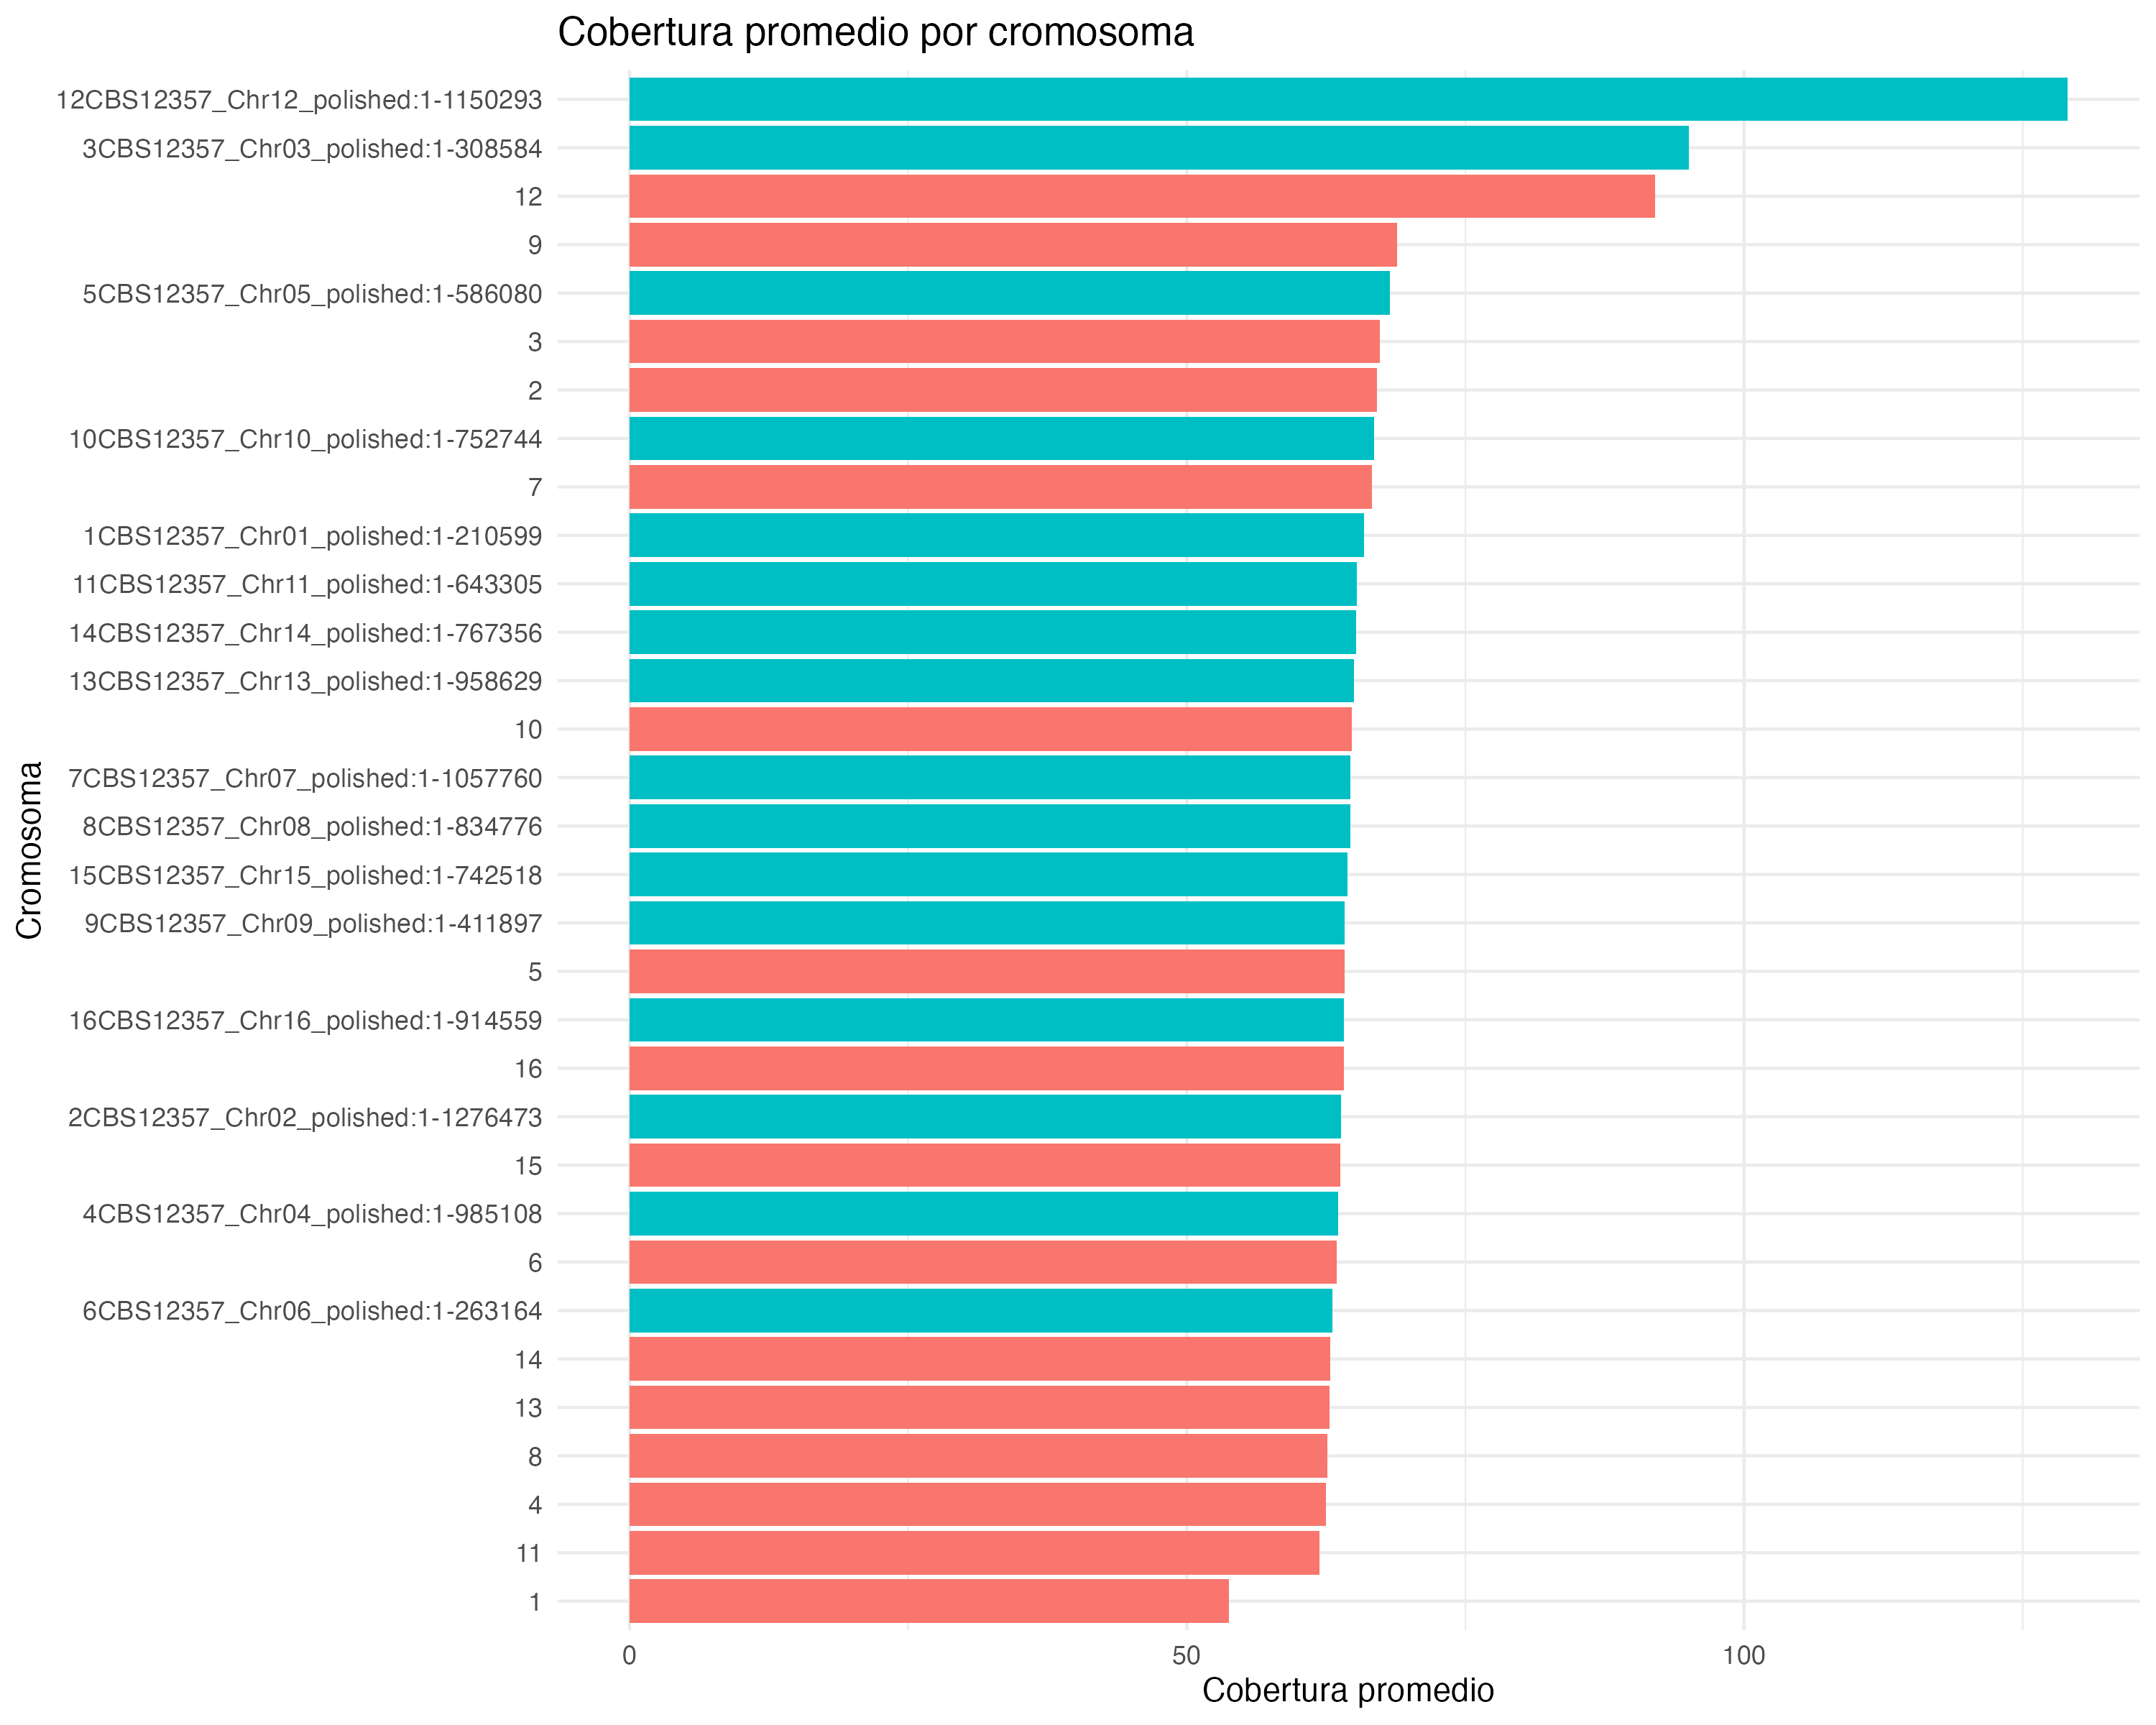 Cobertura promedio por cromosoma
12CBS12357_Chr12_polished:1-1150293
3CBS12357_Chr03_polished:1-308584
12
9
5CBS12357_Chr05_polished:1-586080
3
2
10CBS12357_Chr10_polished:1-752744
7
1CBS12357_Chr01_polished:1-210599
11CBS12357_Chr11_polished:1-643305
14CBS12357_Chr14_polished:1-767356
13CBS12357_Chr13_polished:1-958629
10
7CBS12357_Chr07_polished:1-1057760
8CBS12357_Chr08_polished:1-834776
15CBS12357_Chr15_polished:1-742518
9CBS12357_Chr09_polished:1-411897
5
16CBS12357_Chr16_polished:1-914559
16
2CBS12357_Chr02_polished:1-1276473
15
4CBS12357_Chr04_polished:1-985108
6
6CBS12357_Chr06_polished:1-263164
14
13
8
4
11
1
Cromosoma
0 50 100
Cobertura promedio